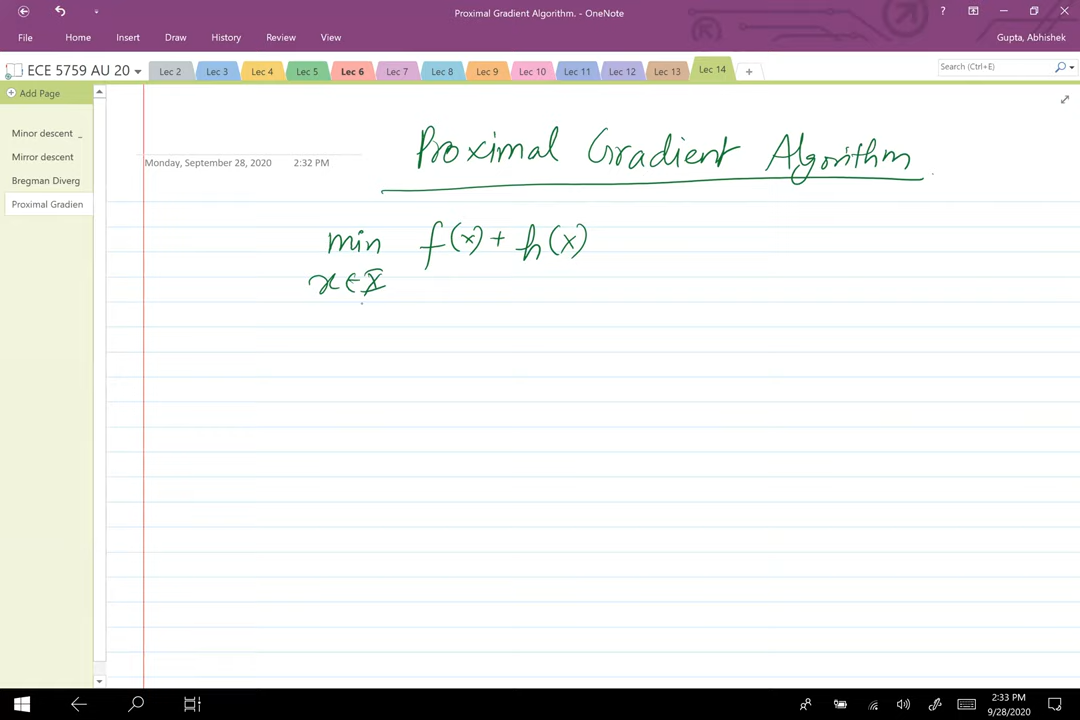 Proximal Gradient Algorithm. - OneNote
File Home Insert Draw History Review View
Gupta, Abhishek
ECE 5759 AU 20
Lec 2 Lec 3 Lec 4 Lec 5 Lec 6 Lec 7 Lec 8 Lec 9 Lec 10 Lec 11 Lec 12 Lec 13 Lec 14
Search (Ctrl+E)
Add Page
Minor descent _
Mirror descent
Bregman Diverg
Proximal Gradien
Monday, September 28, 2020 2:32 PM
Proximal Gradient Algorithm
min f(x) + h(x)
x∈X
2:33 PM
9/28/2020